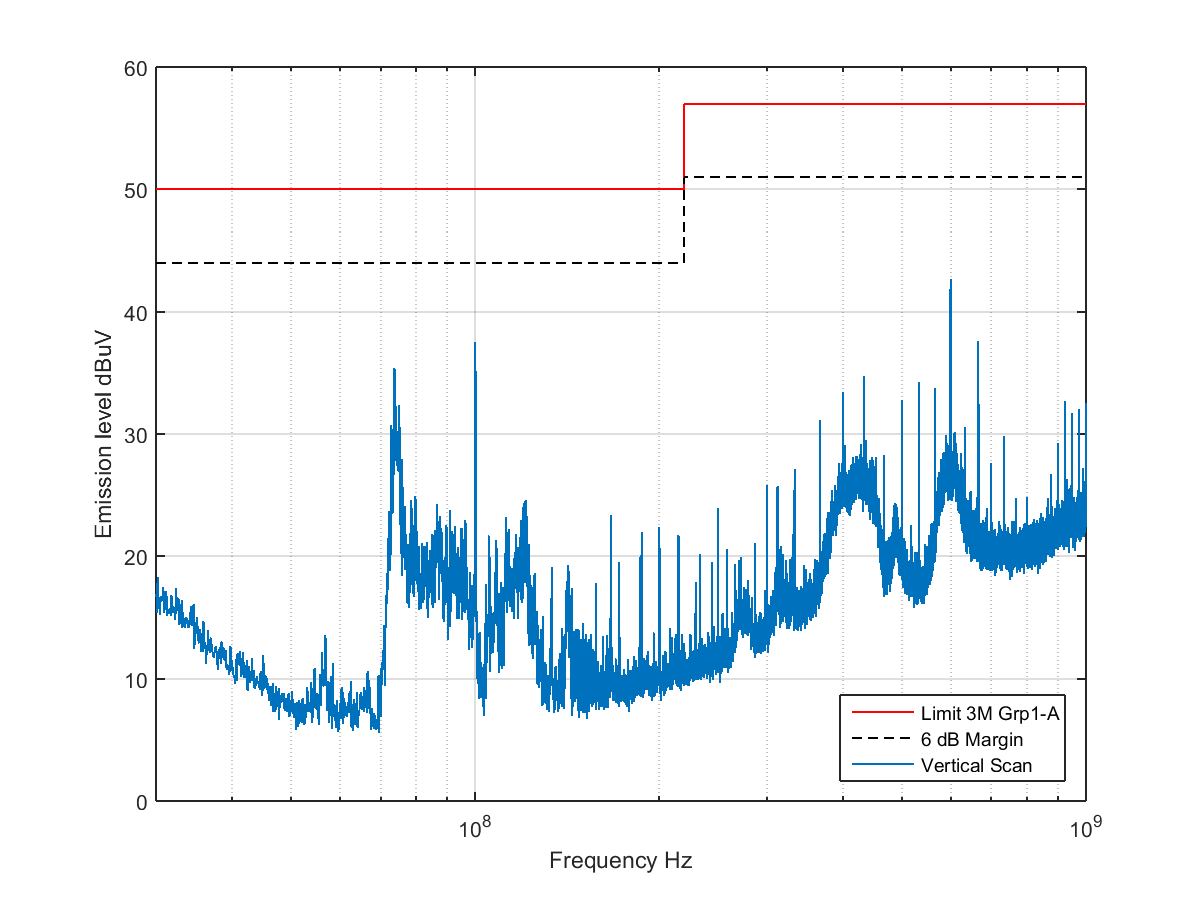 60
50
40
30
20
10
0
Emission level dBuV
10^8
10^9
Frequency Hz
Limit 3M Grp1-A
6 dB Margin
Vertical Scan